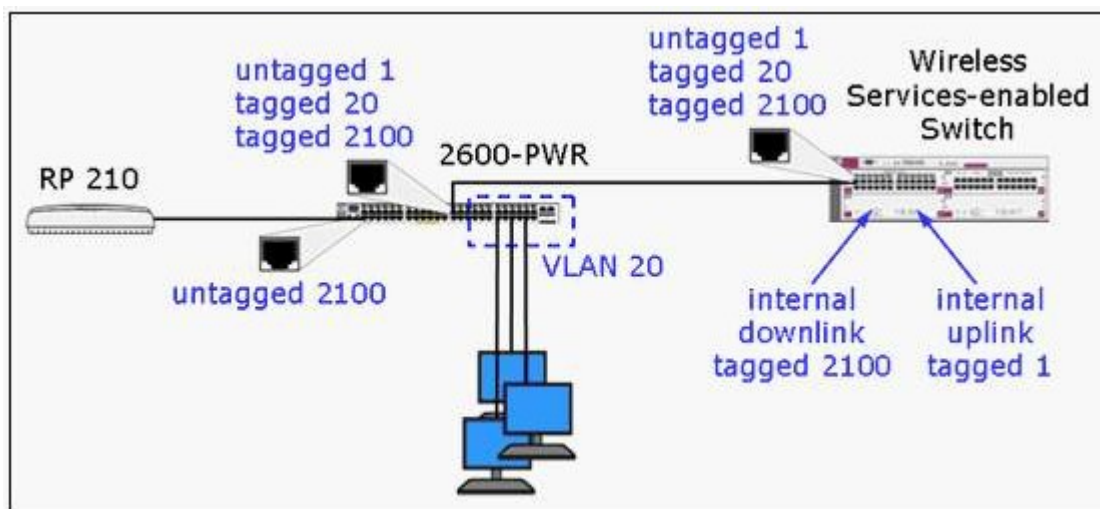 untagged 1
tagged 20
tagged 2100
untagged 1
tagged 20
tagged 2100
Wireless
Services-enabled
Switch
2600-PWR
RP 210
untagged 2100
VLAN 20
internal
downlink
tagged 2100
internal
uplink
tagged 1